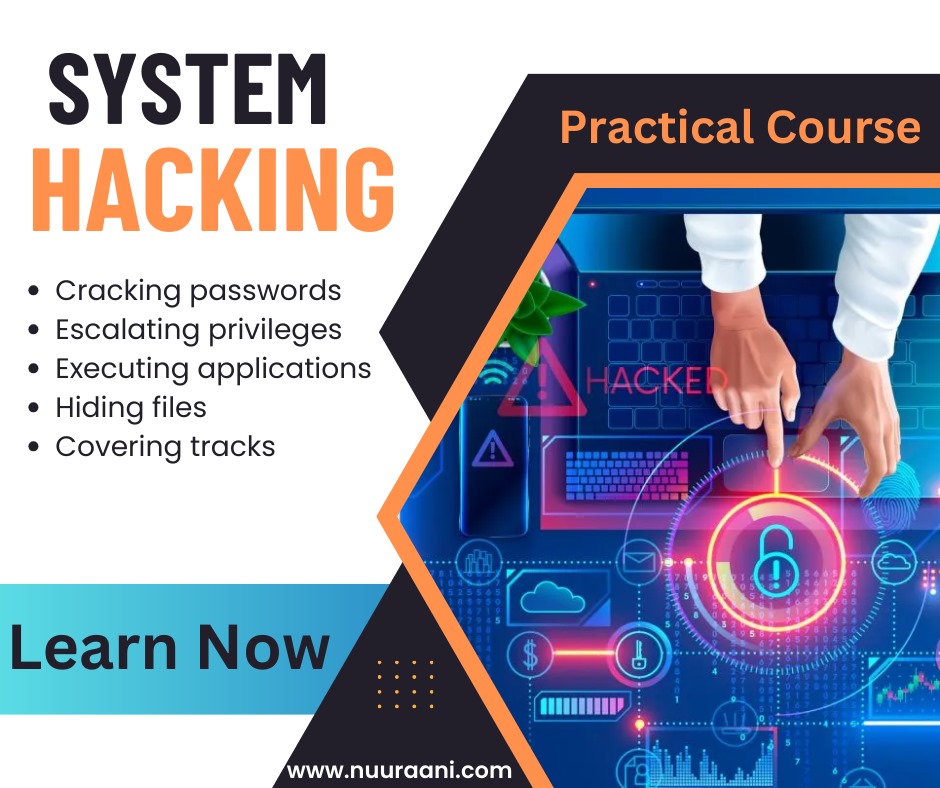 SYSTEM
HACKING
Practical Course
• Cracking passwords
• Escalating privileges
• Executing applications
• Hiding files
• Covering tracks
HACKED
Learn Now
www.nuuraani.com